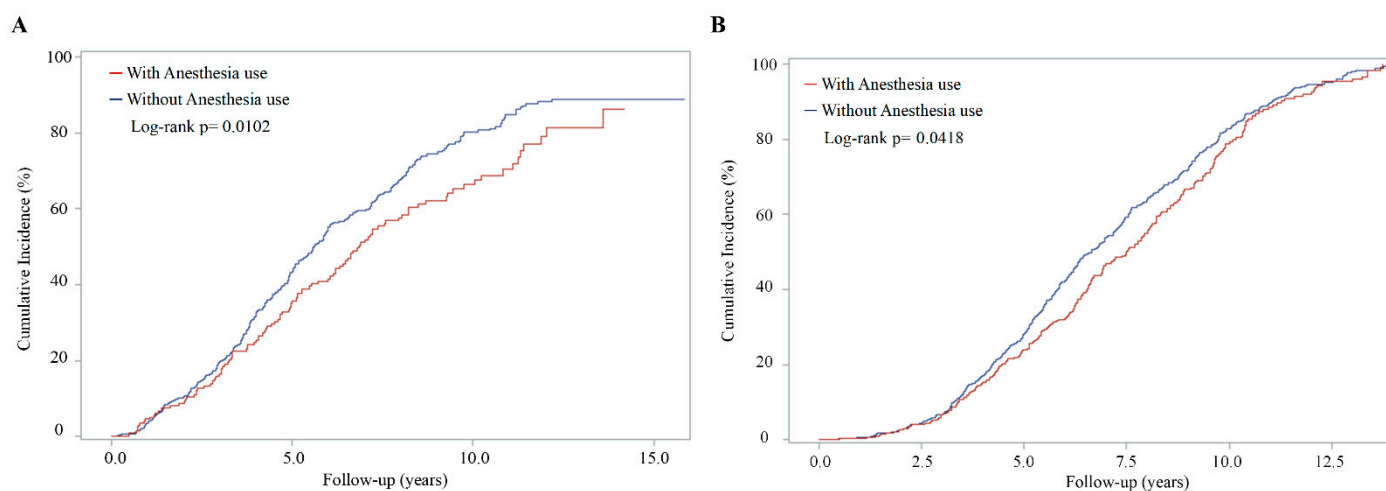 A
100
80
60
40
20
0
Cumulative Incidence (%)
With Anesthesia use
Without Anesthesia use
Log-rank p= 0.0102
0.0
5.0
10.0
15.0
Follow-up (years)
B
100
80
60
40
20
0
Cumulative Incidence (%)
With Anesthesia use
Without Anesthesia use
Log-rank p= 0.0418
0.0
2.5
5.0
7.5
10.0
12.5
Follow-up (years)